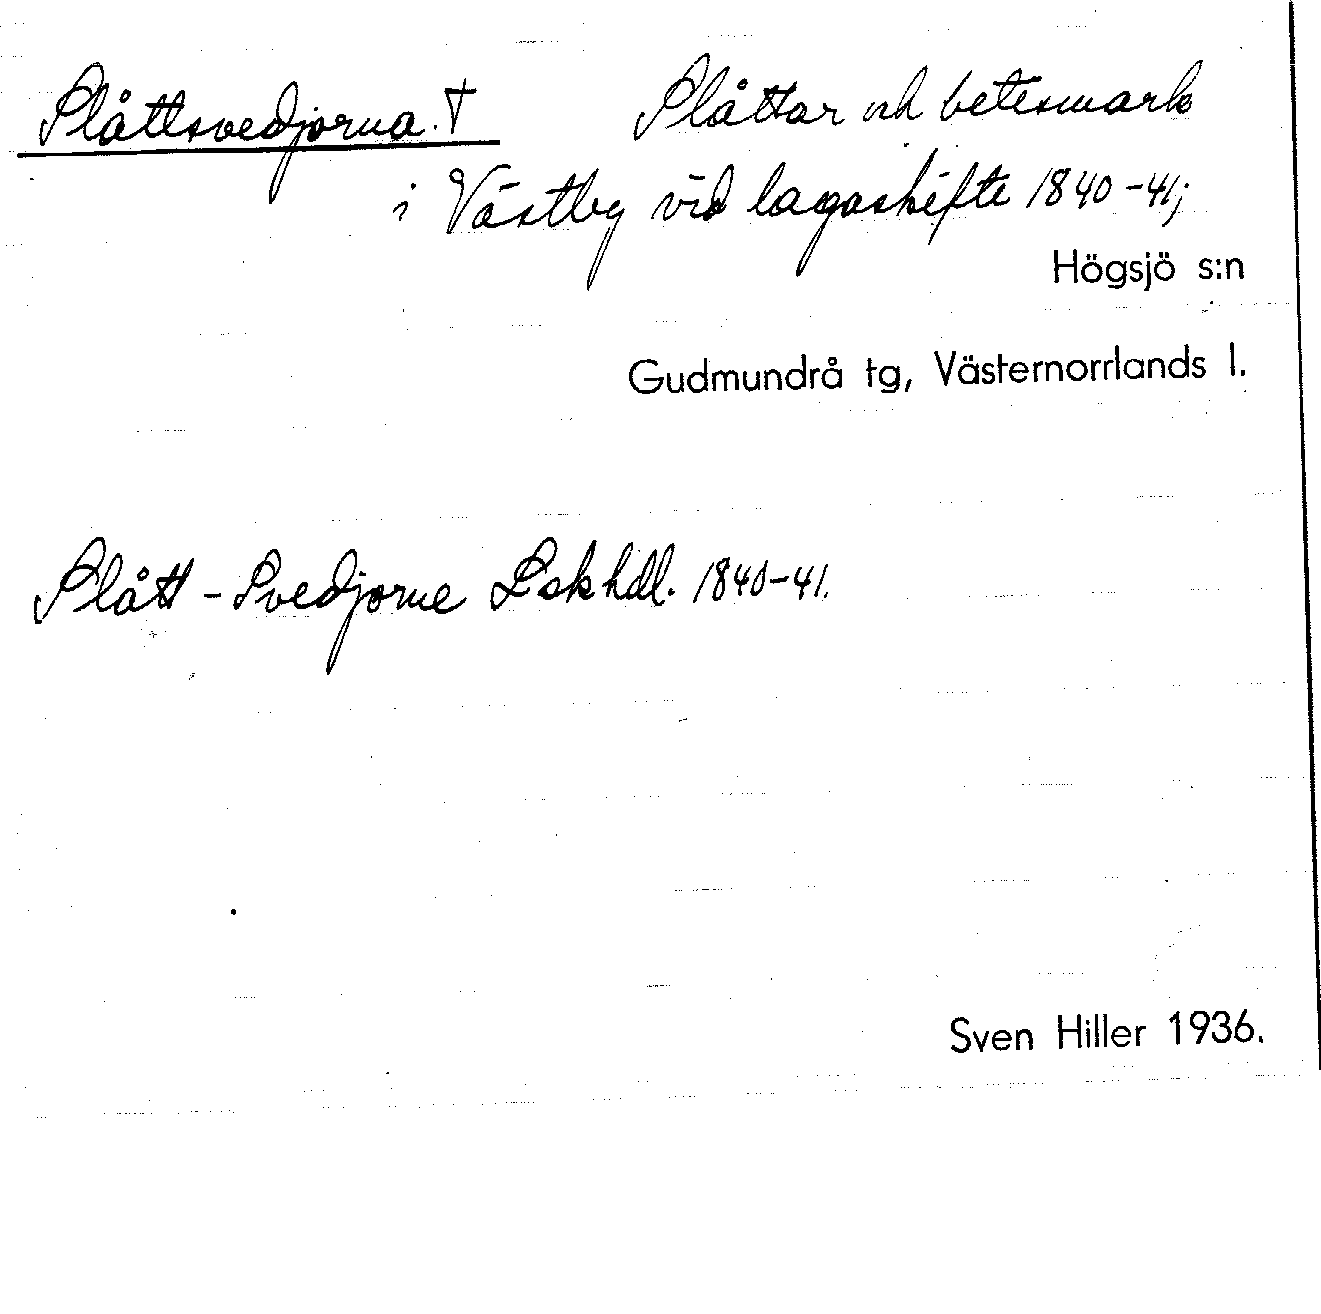 Slåttsvedjorna. † Slåttar och betesmark
i Västby vid lagaskifte 1840-41;
Högsjö s:n
Gudmundrå tg, Västernorrlands l.
Slått-Svedjorne Lskhdl. 1840-41.
Sven Hiller 1936.